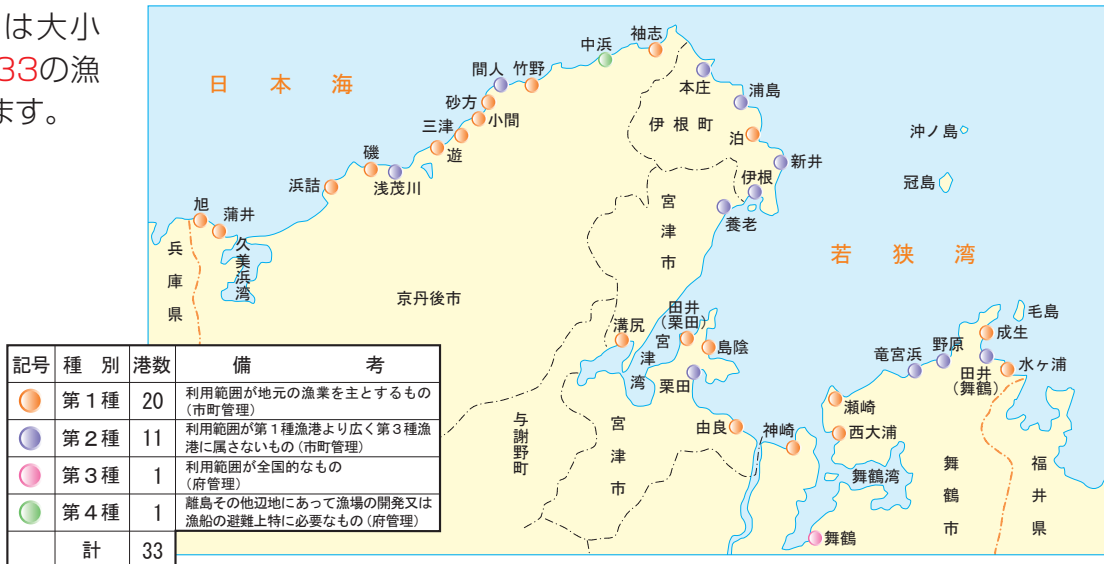 は大小
33の漁
ます。
日本海
中浜
袖志
間人
竹野
本庄
砂方
浦島
小間
伊根町
三津
沖ノ島
泊
遊
新井
磯
伊根
冠島
浜詰
浅茂川
宮津市
養老
旭
蒲井
若狭湾
久美浜湾
兵庫県
京丹後市
毛島
田井
(栗田)
成生
溝尻
宮津湾
島陰
野原
竜宮浜
田井
(舞鶴)
水ヶ浦
栗田
瀬崎
与謝野町
宮津市
由良
神崎
西大浦
舞鶴湾
舞鶴市
福井県
舞鶴
記号 種別 港数 備考
第1種 20 利用範囲が地元の漁業を主とするもの
(市町管理)
第2種 11 利用範囲が第1種漁港より広く第3種漁
港に属さないもの(市町管理)
第3種 1 利用範囲が全国的なもの
(府管理)
第4種 1 離島その他辺地にあって漁場の開発又は
漁船の避難上特に必要なもの(府管理)
計 33